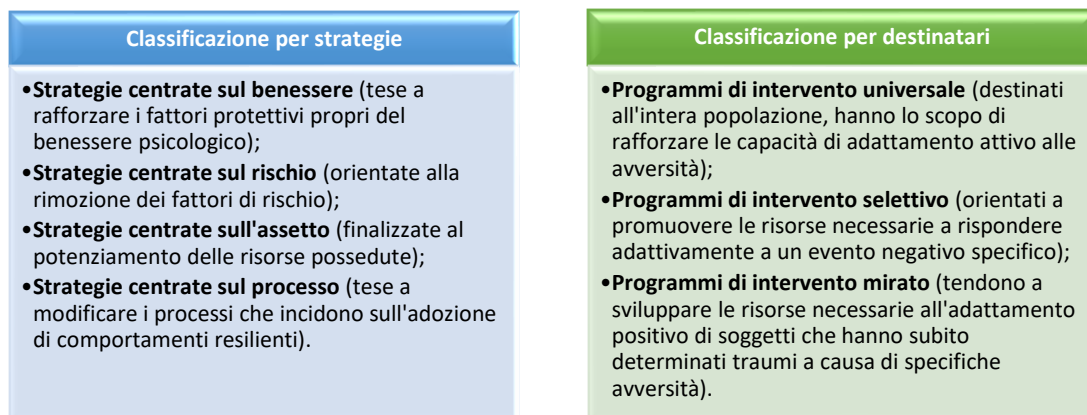 Classificazione per strategie
•Strategie centrate sul benessere (tese a
rafforzare i fattori protettivi propri del
benessere psicologico);
•Strategie centrate sul rischio (orientate alla
rimozione dei fattori di rischio);
•Strategie centrate sull'assetto (finalizzate al
potenziamento delle risorse possedute);
•Strategie centrate sul processo (tese a
modificare i processi che incidono sull'adozione
di comportamenti resilienti).
Classificazione per destinatari
•Programmi di intervento universale (destinati
all'intera popolazione, hanno lo scopo di
rafforzare le capacità di adattamento attivo alle
avversità);
•Programmi di intervento selettivo (orientati a
promuovere le risorse necessarie a rispondere
adattivamente a un evento negativo specifico);
•Programmi di intervento mirato (tendono a
sviluppare le risorse necessarie all'adattamento
positivo di soggetti che hanno subito
determinati traumi a causa di specifiche
avversità).